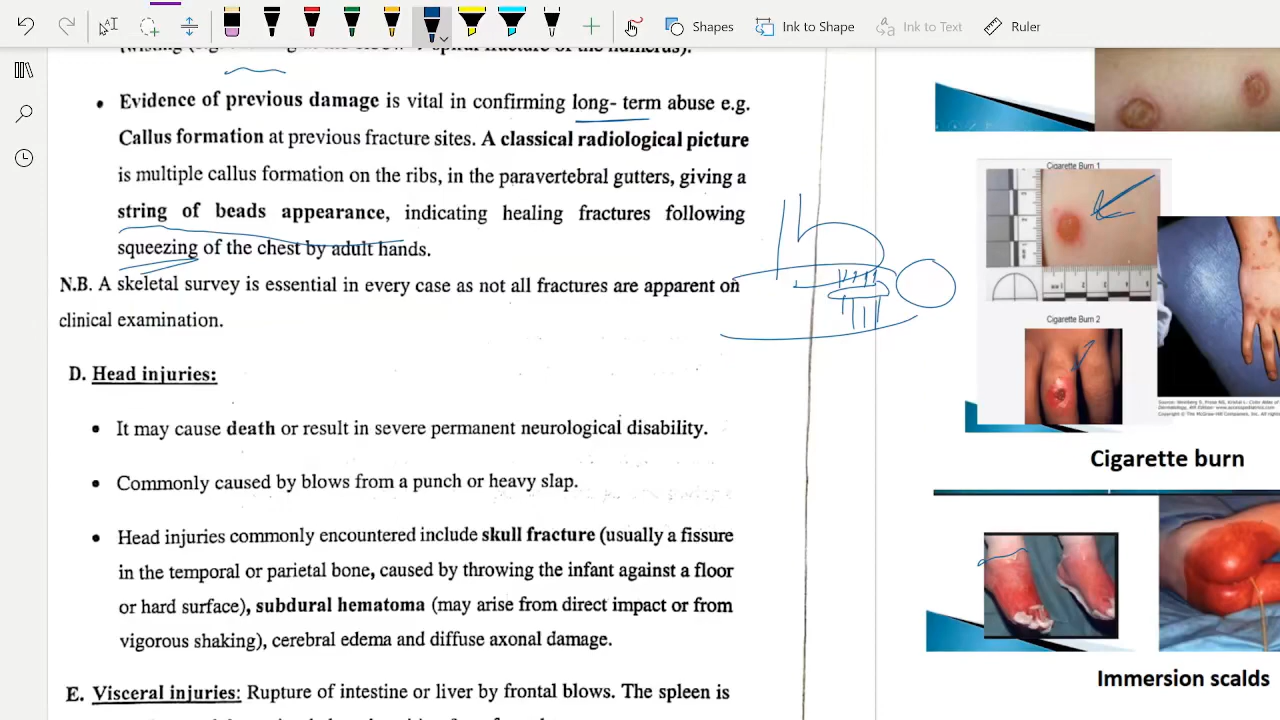 Shapes
Ink to Shape
Ink to Text
Ruler
• Evidence of previous damage is vital in confirming long- term abuse e.g.
Callus formation at previous fracture sites. A classical radiological picture
is multiple callus formation on the ribs, in the paravertebral gutters, giving a
string of beads appearance, indicating healing fractures following
squeezing of the chest by adult hands.
N.B. A skeletal survey is essential in every case as not all fractures are apparent on
clinical examination.
D. Head injuries:
• It may cause death or result in severe permanent neurological disability.
• Commonly caused by blows from a punch or heavy slap.
• Head injuries commonly encountered include skull fracture (usually a fissure
in the temporal or parietal bone, caused by throwing the infant against a floor
or hard surface), subdural hematoma (may arise from direct impact or from
vigorous shaking), cerebral edema and diffuse axonal damage.
E. Visceral injuries: Rupture of intestine or liver by frontal blows. The spleen is
Cigarette Burn 1
Cigarette Burn 2
Cigarette burn
Immersion scalds